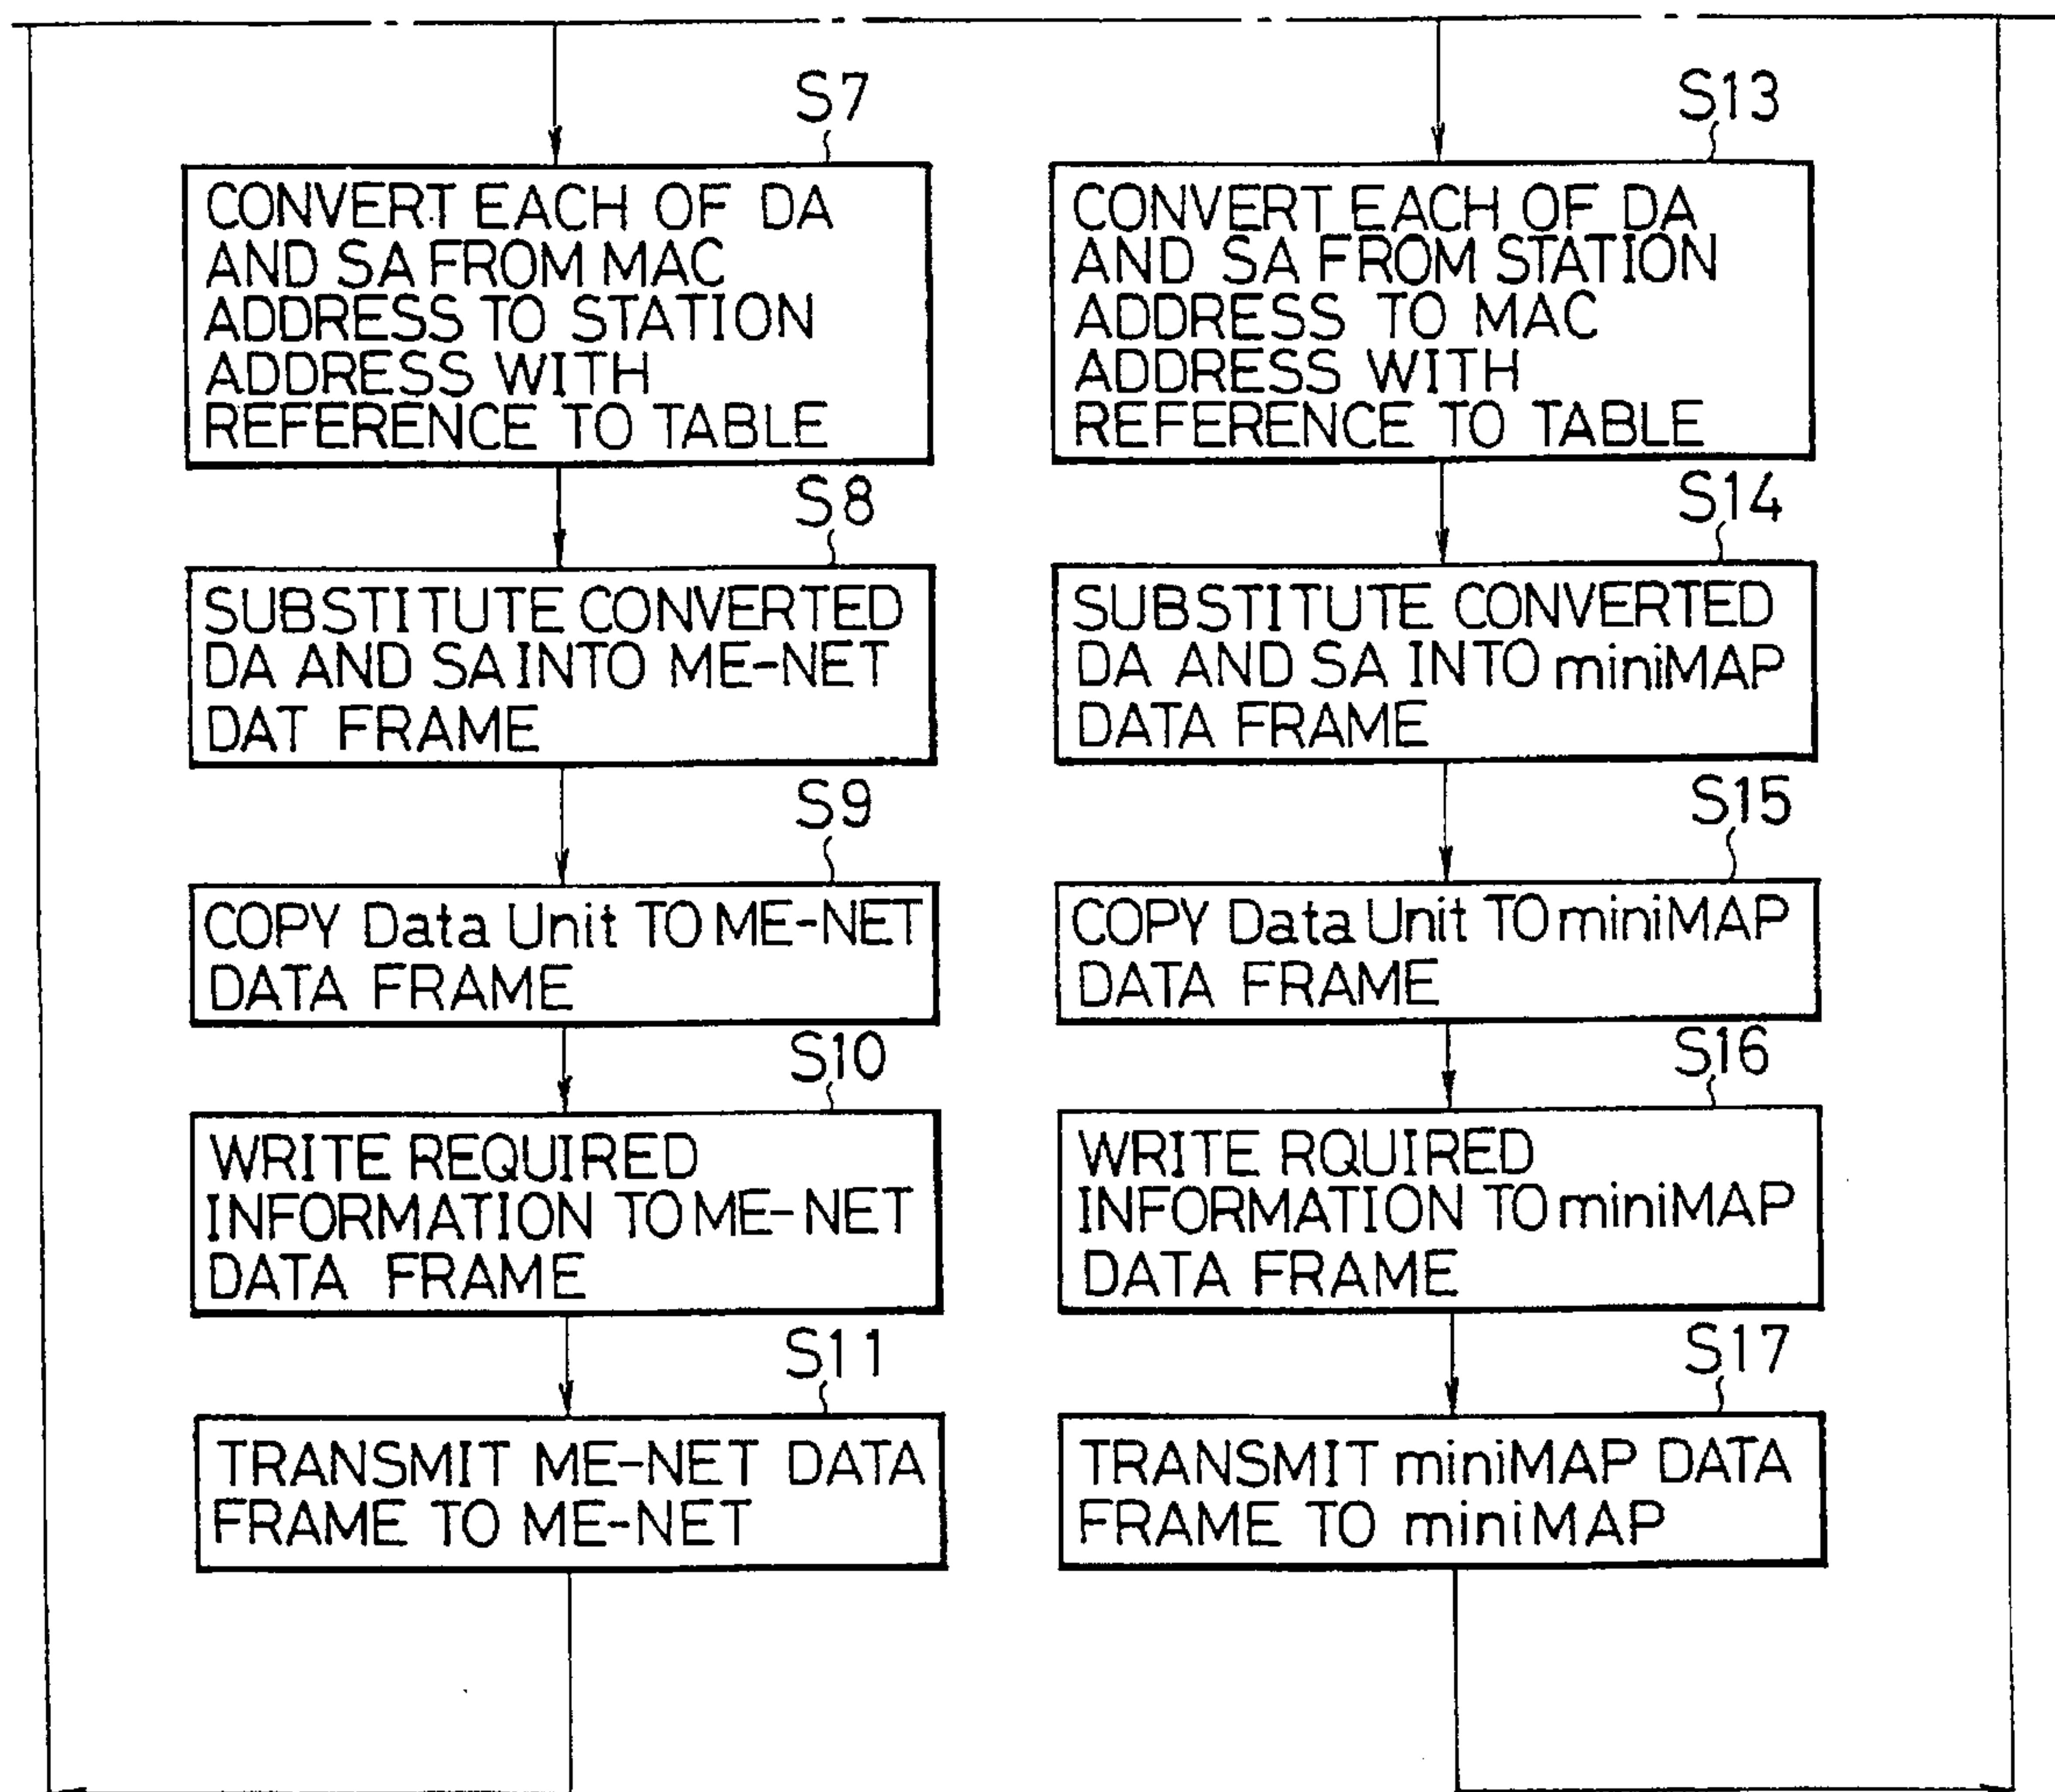 S7
CONVERT EACH OF DA
AND SA FROM MAC
ADDRESS TO STATION
ADDRESS WITH
REFERENCE TO TABLE
S8
SUBSTITUTE CONVERTED
DA AND SA INTO ME-NET
DAT FRAME
S9
COPY Data Unit TO ME-NET
DATA FRAME
S10
WRITE REQUIRED
INFORMATION TO ME-NET
DATA FRAME
S11
TRANSMIT ME-NET DATA
FRAME TO ME-NET
S13
CONVERT EACH OF DA
AND SA FROM STATION
ADDRESS TO MAC
ADDRESS WITH
REFERENCE TO TABLE
S14
SUBSTITUTE CONVERTED
DA AND SA INTO miniMAP
DATA FRAME
S15
COPY Data Unit TO miniMAP
DATA FRAME
S16
WRITE RQUIRED
INFORMATION TO miniMAP
DATA FRAME
S17
TRANSMIT miniMAP DATA
FRAME TO miniMAP